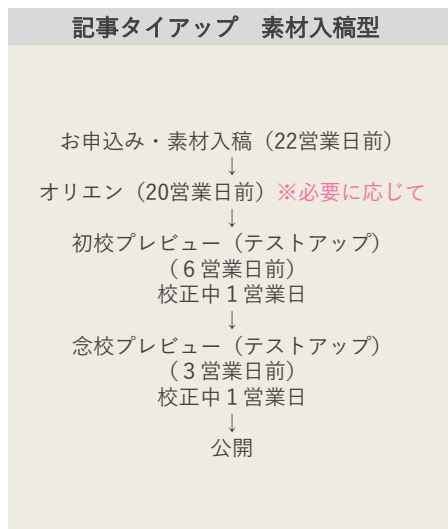 記事タイアップ　素材入稿型
お申込み・素材入稿（22営業日前）
↓
オリエン（20営業日前）※必要に応じて
↓
初校プレビュー（テストアップ）
（６営業日前）
校正中１営業日
↓
念校プレビュー（テストアップ）
（３営業日前）
校正中１営業日
↓
公開